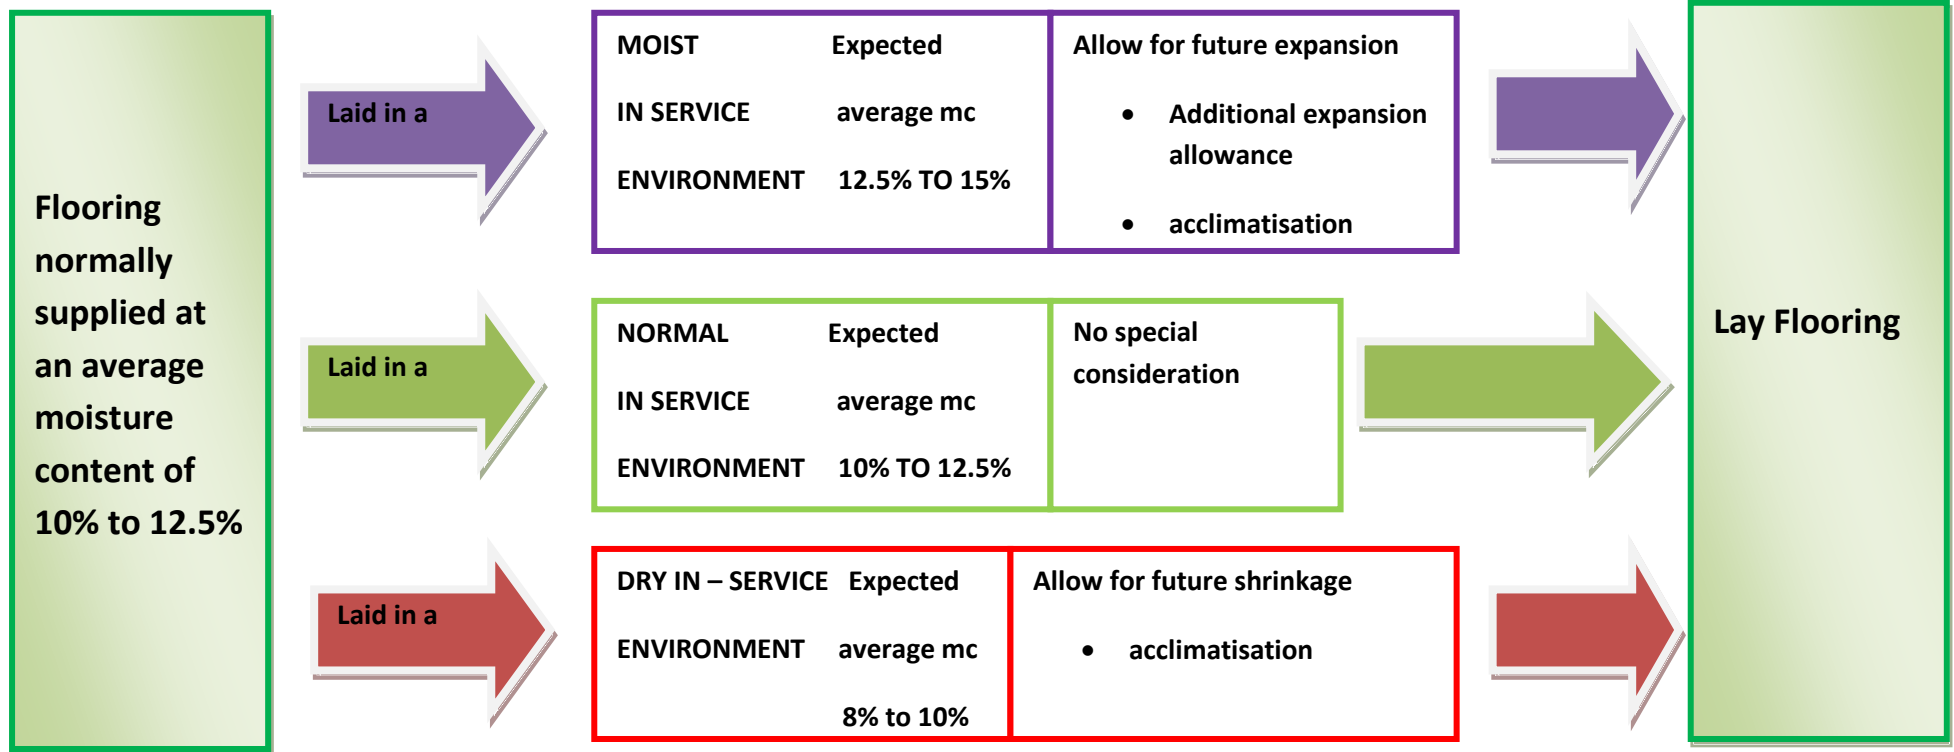 Flooring
normally
supplied at
an average
moisture
content of
10% to 12.5%
Laid in a
MOIST Expected
IN SERVICE average mc
ENVIRONMENT 12.5% TO 15%
Allow for future expansion
• Additional expansion
allowance
• acclimatisation
Laid in a
NORMAL Expected
IN SERVICE average mc
ENVIRONMENT 10% TO 12.5%
No special
consideration
Laid in a
DRY IN – SERVICE Expected
ENVIRONMENT average mc
8% to 10%
Allow for future shrinkage
• acclimatisation
Lay Flooring